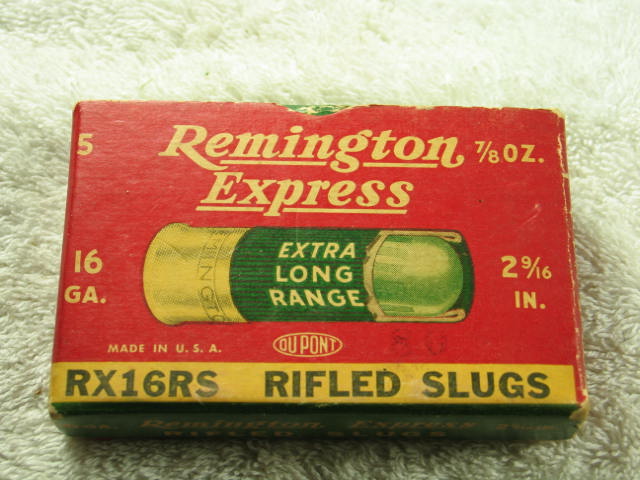 5 Remington 7/8 OZ.
Express
EXTRA
LONG
RANGE
16
GA.
2 9/16
IN.
MADE IN U. S. A.
DU PONT
RX16RS RIFLED SLUGS
Remington Express
RIFLED SLUGS